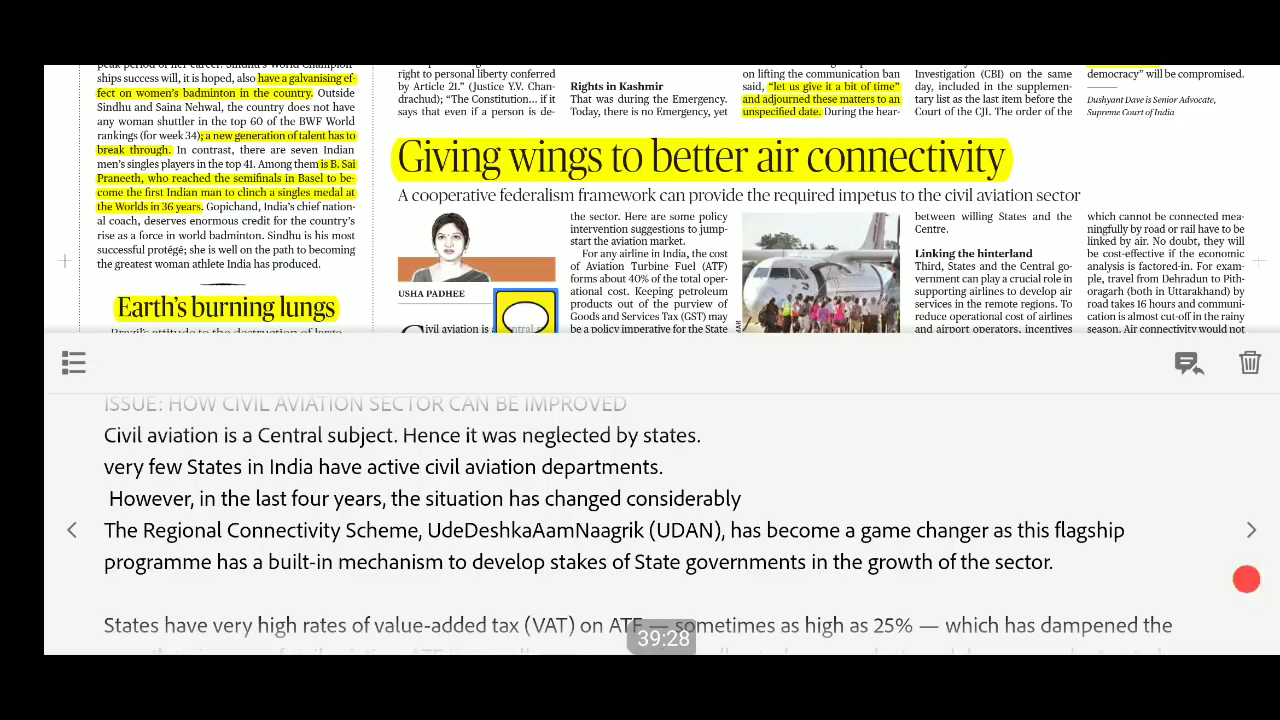 peak period of her career. Sindhu's World Champion-
ships success will, it is hoped, also have a galvanising ef-
fect on women's badminton in the country. Outside
Sindhu and Saina Nehwal, the country does not have
any woman shuttler in the top 60 of the BWF World
rankings (for week 34); a new generation of talent has to
break through. In contrast, there are seven Indian
men's singles players in the top 41. Among them is B. Sai
Praneeth, who reached the semifinals in Basel to be-
come the first Indian man to clinch a singles medal at
the Worlds in 36 years. Gopichand, India's chief nation-
al coach, deserves enormous credit for the country's
rise as a force in world badminton. Sindhu is his most
successful protégé; she is well on the path to becoming
the greatest woman athlete India has produced.
Earth's burning lungs
Brazil's attitude to the destruction of large
right to personal liberty conferred
by Article 21." (Justice Y.V. Chan-
drachud); "The Constitution... if it
says that even if a person is de-
Rights in Kashmir
That was during the Emergency.
Today, there is no Emergency, yet
on lifting the communication ban
said, "let us give it a bit of time"
and adjourned these matters to an
unspecified date. During the hear-
Investigation (CBI) on the same
day, included in the supplemen-
tary list as the last item before the
Court of the CJI. The order of the
democracy" will be compromised.
Dushyant Dave is Senior Advocate,
Supreme Court of India
Giving wings to better air connectivity
A cooperative federalism framework can provide the required impetus to the civil aviation sector
USHA PADHEE
Civil aviation is a Central s
the sector. Here are some policy
intervention suggestions to jump-
start the aviation market.
For any airline in India, the cost
of Aviation Turbine Fuel (ATF)
forms about 40% of the total oper-
ational cost. Keeping petroleum
products out of the purview of
Goods and Services Tax (GST) may
be a policy imperative for the State
between willing States and the
Centre.
Linking the hinterland
Third, States and the Central go-
vernment can play a crucial role in
supporting airlines to develop air
services in the remote regions. To
reduce operational cost of airlines
and airport operators, incentives
which cannot be connected mea-
ningfully by road or rail have to be
linked by air. No doubt, they will
be cost-effective if the economic
analysis is factored-in. For exam-
ple, travel from Dehradun to Pith-
oragarh (both in Uttarakhand) by
road takes 16 hours and communi-
cation is almost cut-off in the rainy
season. Air connectivity would not
ISSUE: HOW CIVIL AVIATION SECTOR CAN BE IMPROVED
Civil aviation is a Central subject. Hence it was neglected by states.
very few States in India have active civil aviation departments.
However, in the last four years, the situation has changed considerably
The Regional Connectivity Scheme, UdeDeshkaAamNaagrik (UDAN), has become a game changer as this flagship
programme has a built-in mechanism to develop stakes of State governments in the growth of the sector.
States have very high rates of value-added tax (VAT) on ATF — sometimes as high as 25% — which has dampened the
39:28